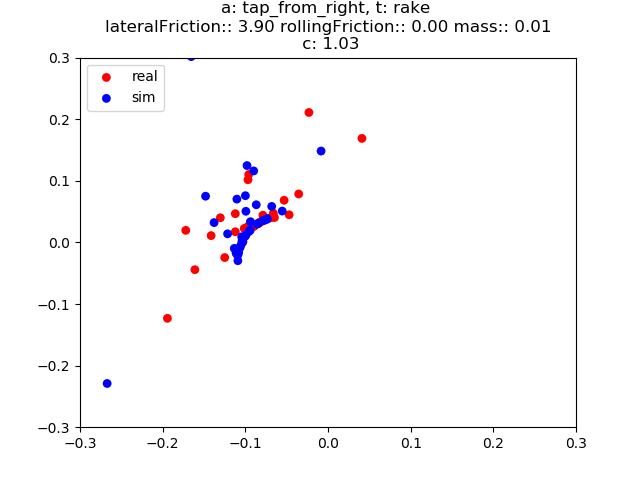 a: tap_from_right, t: rake
lateralFriction:: 3.90 rollingFriction:: 0.00 mass:: 0.01
c: 1.03
real
sim
0.3
0.2
0.1
0.0
−0.1
−0.2
−0.3
−0.3 −0.2 −0.1 0.0 0.1 0.2 0.3